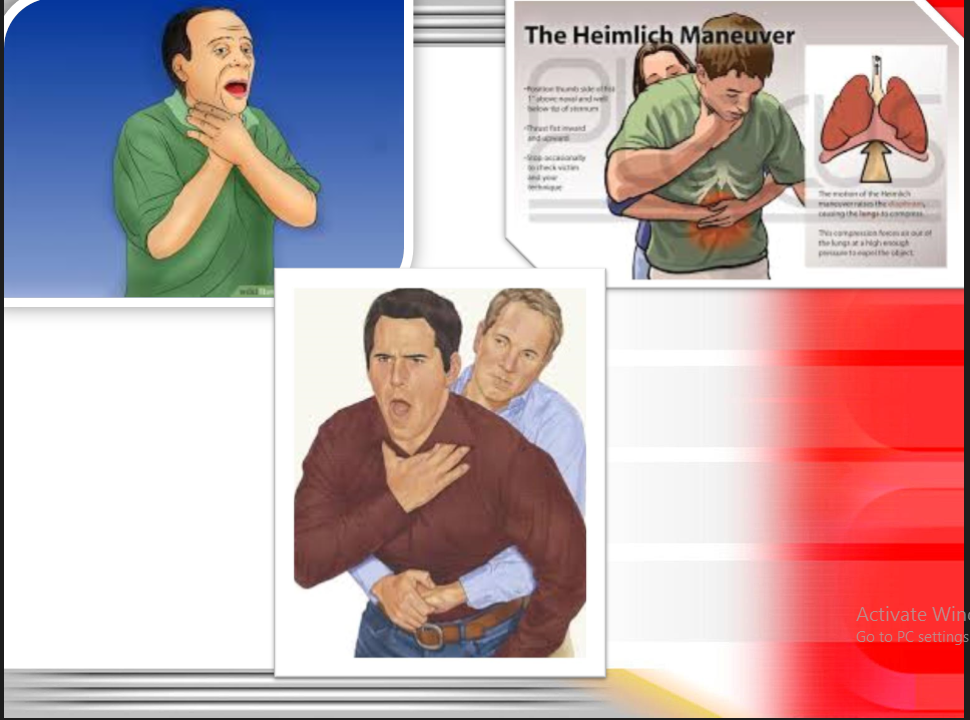 The Heimlich Maneuver
•Position thumb side of fist
1" above navel and well
below tip of sternum
•Thrust fist inward
and upward.
•Stop occasionally
to check victim
and your
technique
The motion of the Heimlich
maneuver raises the diaphragm,
causing the lungs to compress.
This compression forces air out of
the lungs at a high enough
pressure to expel the object.
Activate Win
Go to PC settings